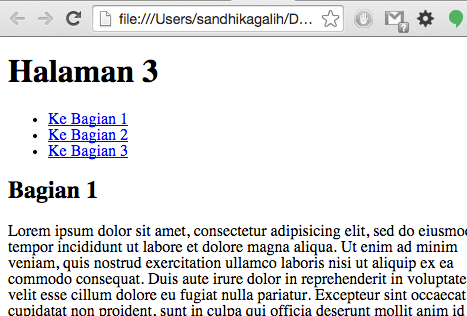 file:///Users/sandhikagalih/D...
Halaman 3
Ke Bagian 1
Ke Bagian 2
Ke Bagian 3
Bagian 1
Lorem ipsum dolor sit amet, consectetur adipisicing elit, sed do eiusmo
tempor incididunt ut labore et dolore magna aliqua. Ut enim ad minim
veniam, quis nostrud exercitation ullamco laboris nisi ut aliquip ex ea
commodo consequat. Duis aute irure dolor in reprehenderit in voluptate
velit esse cillum dolore eu fugiat nulla pariatur. Excepteur sint occaecat
cupidatat non proident, sunt in culpa qui officia deserunt mollit anim id